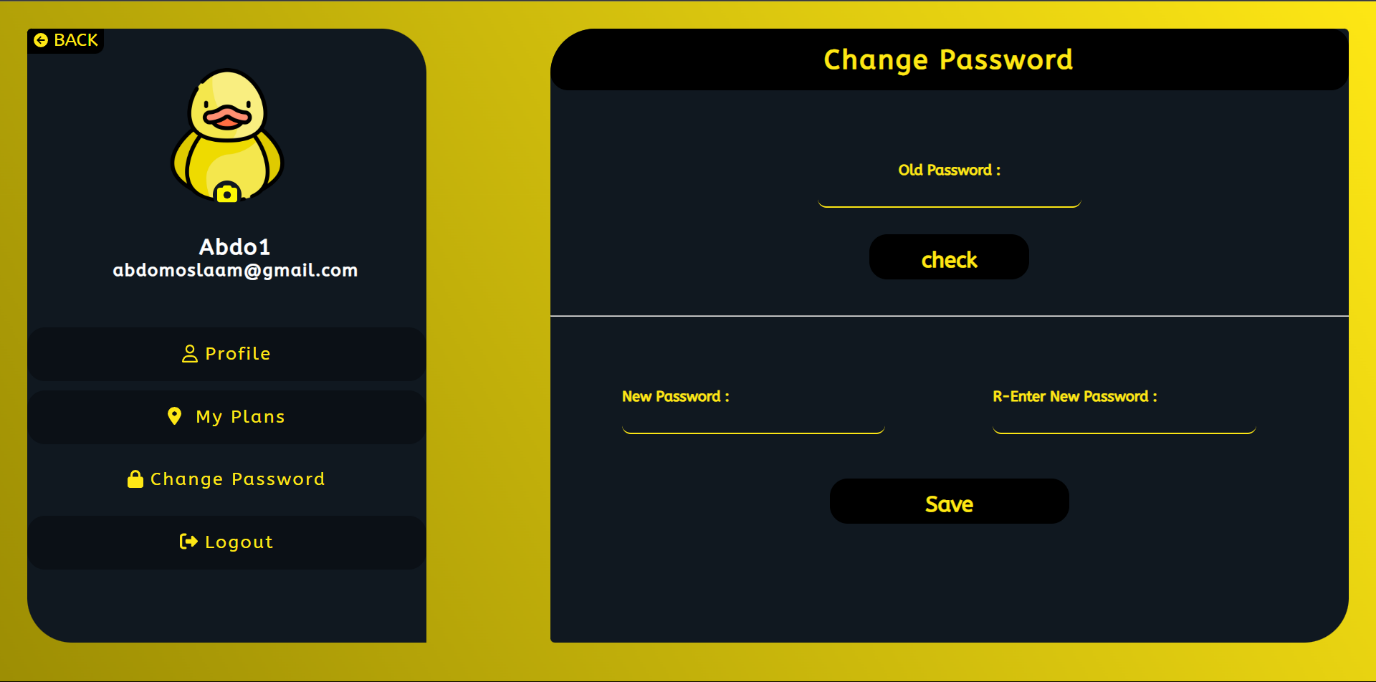 BACK
Abdo1
abdomoslaam@gmail.com
Profile
My Plans
Change Password
Logout
Change Password
Old Password :
check
New Password :
R-Enter New Password :
Save